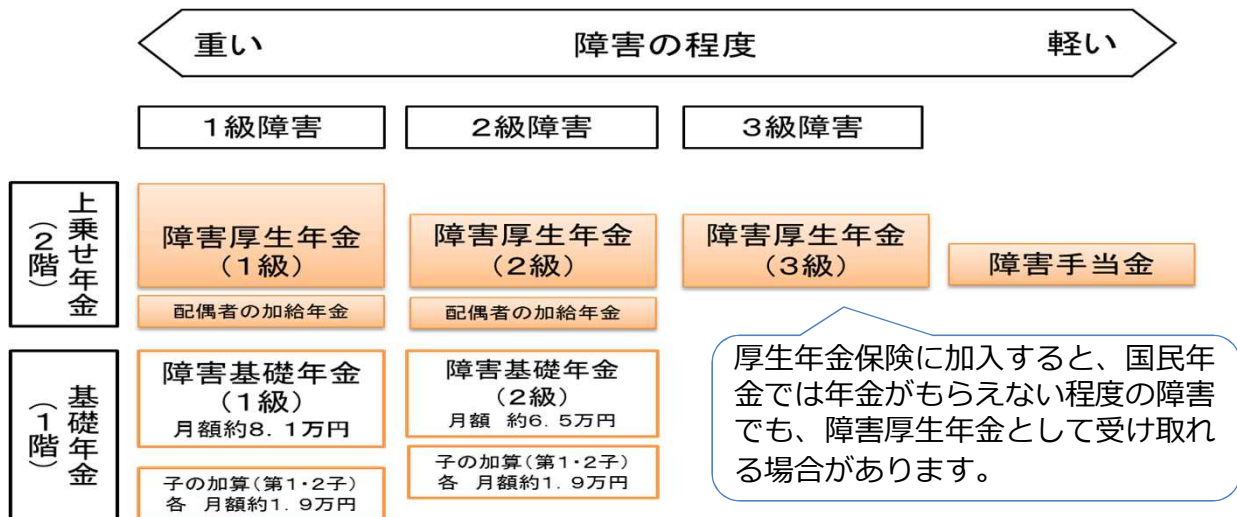 重い 障害の程度 軽い
1級障害 2級障害 3級障害
上乗せ年金
(2階)
障害厚生年金
(1級)
障害厚生年金
(2級)
障害厚生年金
(3級)
障害手当金
配偶者の加給年金
配偶者の加給年金
基礎年金
(1階)
障害基礎年金
(1級)
月額約8.1万円
障害基礎年金
(2級)
月額 約6.5万円
子の加算(第1・2子)
各 月額約1.9万円
子の加算(第1・2子)
各 月額約1.9万円
厚生年金保険に加入すると、国民年
金では年金がもらえない程度の障害
でも、障害厚生年金として受け取れ
る場合があります。